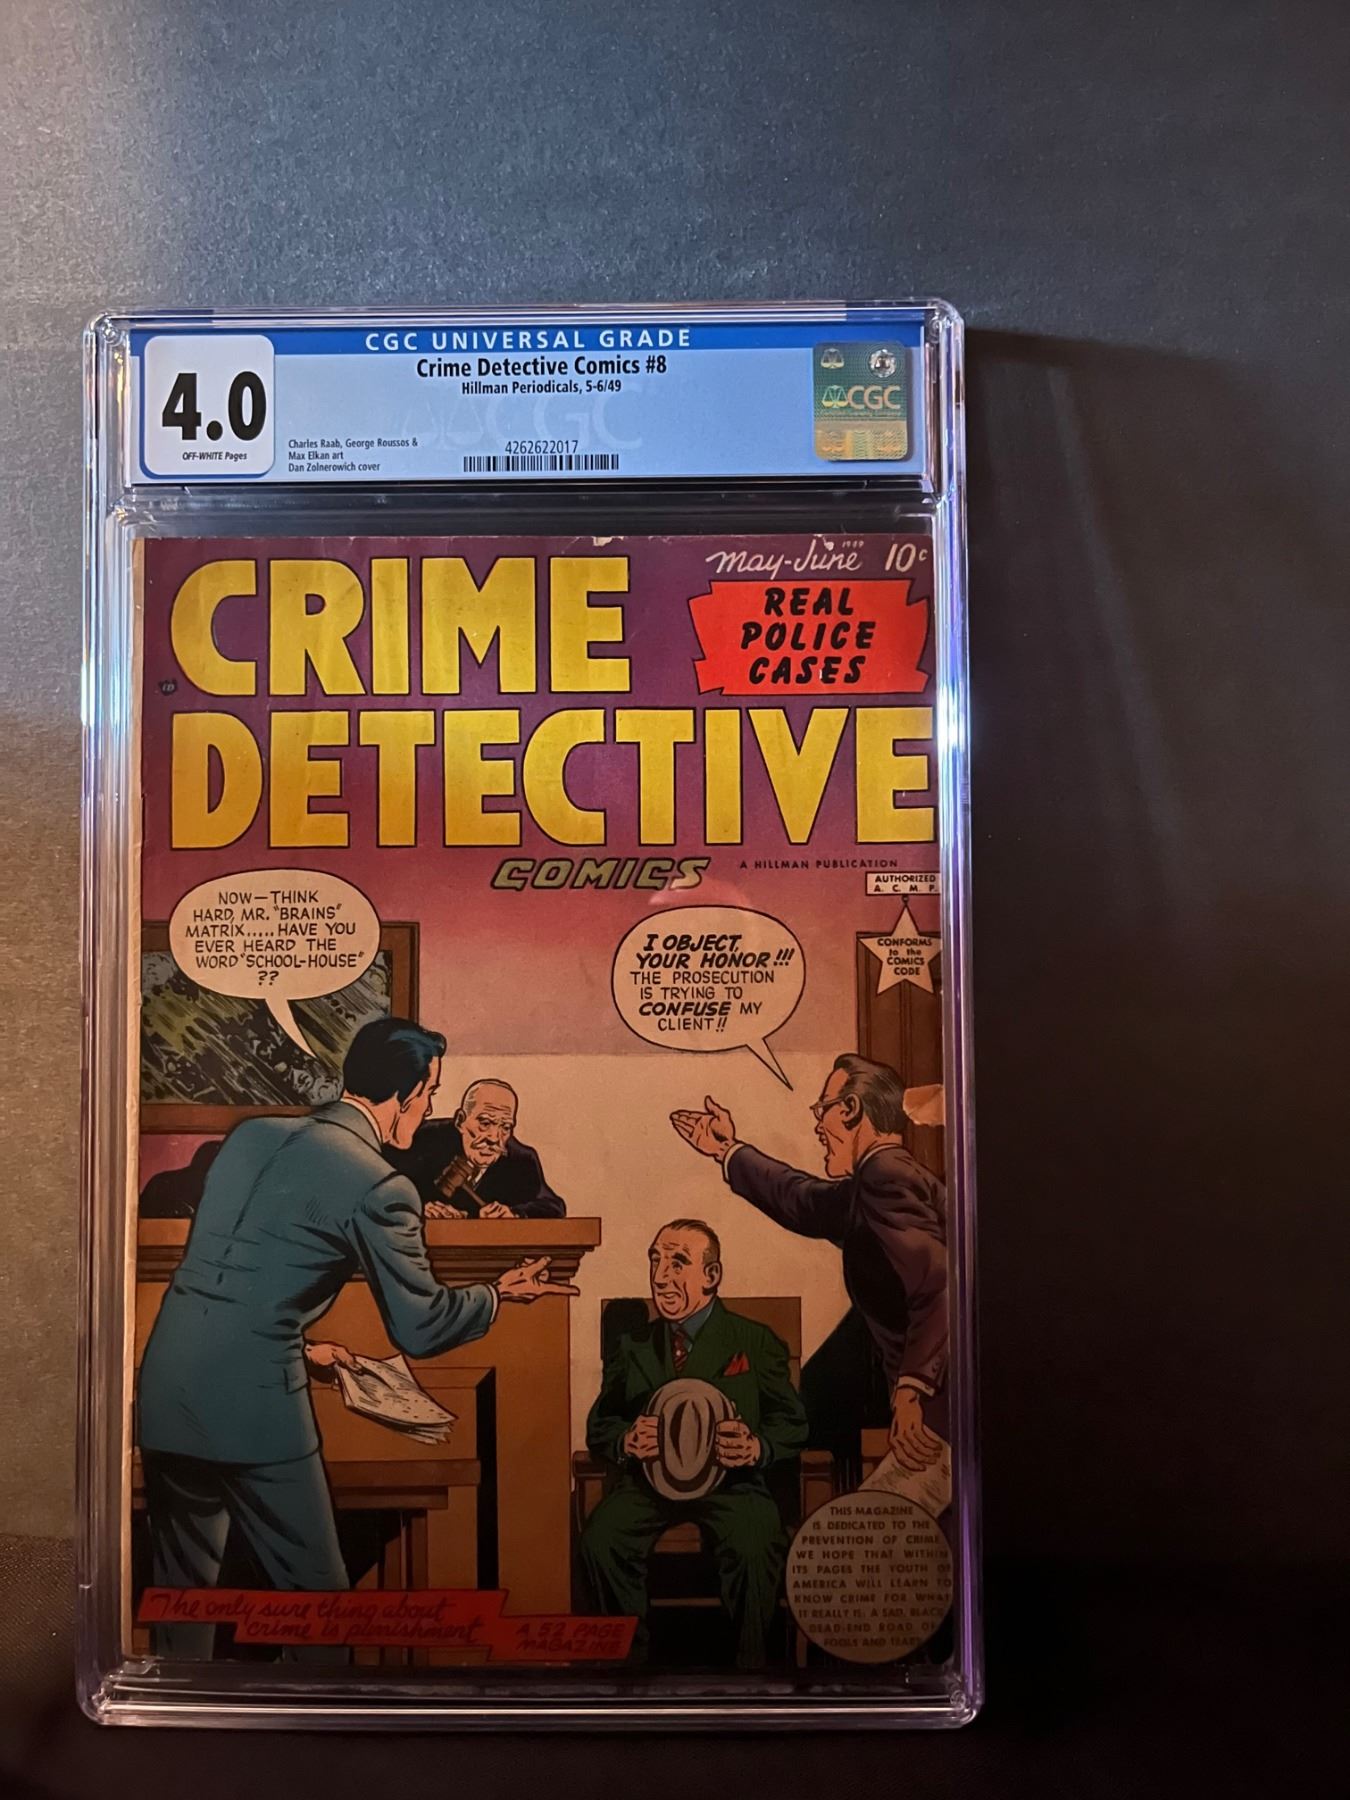 CGC UNIVERSAL GRADE
4.0
OFF-WHITE Pages
Crime Detective Comics #8
Hillman Periodicals, 5-6/49
Charles Raab, George Roussos &
Max Elkan art
Dan Zolnerowich cover
4262622017
CGC
May-June 1949 10c
REAL
POLICE
CASES
CRIME
DETECTIVE
COMICS
A HILLMAN PUBLICATION
AUTHORIZED
A. C. M. P.
CONFORMS
to the
COMICS
CODE
NOW—THINK
HARD, MR. "BRAINS"
MATRIX.....HAVE YOU
EVER HEARD THE
WORD "SCHOOL-HOUSE"
??
I OBJECT,
YOUR HONOR!!!
THE PROSECUTION
IS TRYING TO
CONFUSE MY
CLIENT!!
The only sure thing about
crime is punishment
A 52 PAGE
MAGAZINE
THIS MAGAZINE
IS DEDICATED TO THE
PREVENTION OF CRIME
WE HOPE THAT WITHIN
ITS PAGES THE YOUTH OF
AMERICA WILL LEARN TO
KNOW CRIME FOR WHAT
IT REALLY IS: A SAD, BLACK
DEAD-END ROAD OF
FOOLS AND TEARS